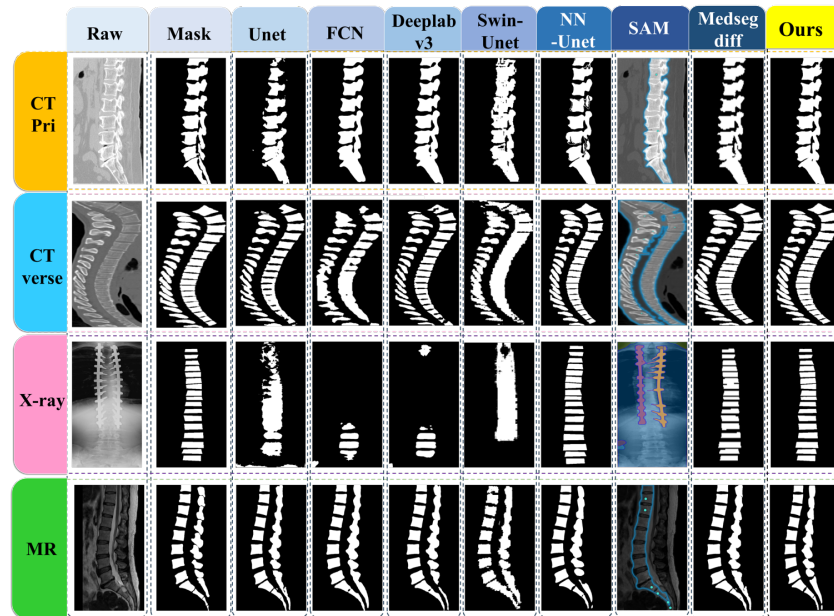 Raw
Mask
Unet
FCN
Deeplab
v3
Swin-
Unet
NN
-Unet
SAM
Medseg
diff
Ours
CT
Pri
CT
verse
X-ray
MR